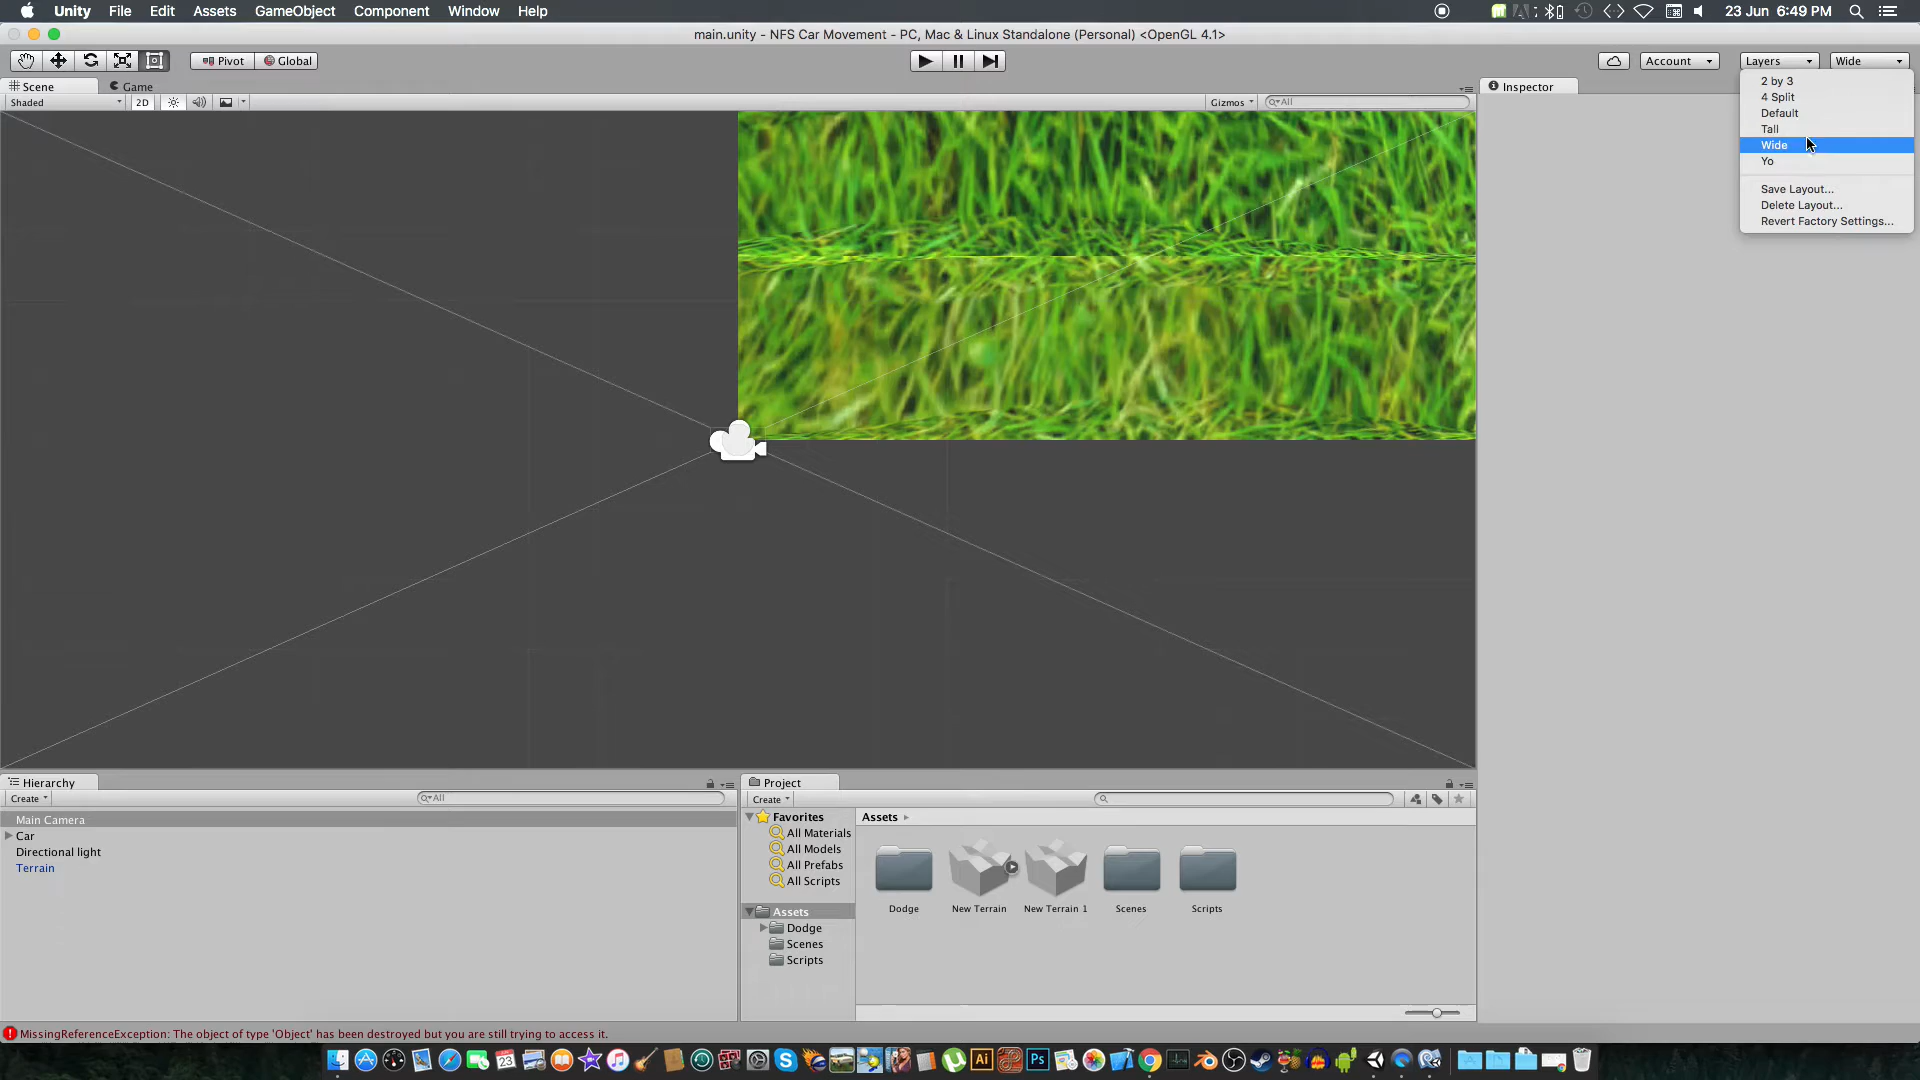 Unity File Edit Assets GameObject Component Window Help 23 Jun 6:49 PM
main.unity - NFS Car Movement - PC, Mac & Linux Standalone (Personal) <OpenGL 4.1>
Pivot Global Account Layers Wide
Scene Game Inspector
Shaded 2D Gizmos All
2 by 3
4 Split
Default
Tall
Wide
Yo
Save Layout...
Delete Layout...
Revert Factory Settings...
Hierarchy
Create All
Main Camera
Car
Directional light
Terrain
Project
Create
Favorites
All Materials
All Models
All Prefabs
All Scripts
Assets
Dodge
Scenes
Scripts
Assets
Dodge New Terrain New Terrain 1 Scenes Scripts
MissingReferenceException: The object of type 'Object' has been destroyed but you are still trying to access it.
23 Ai Ps